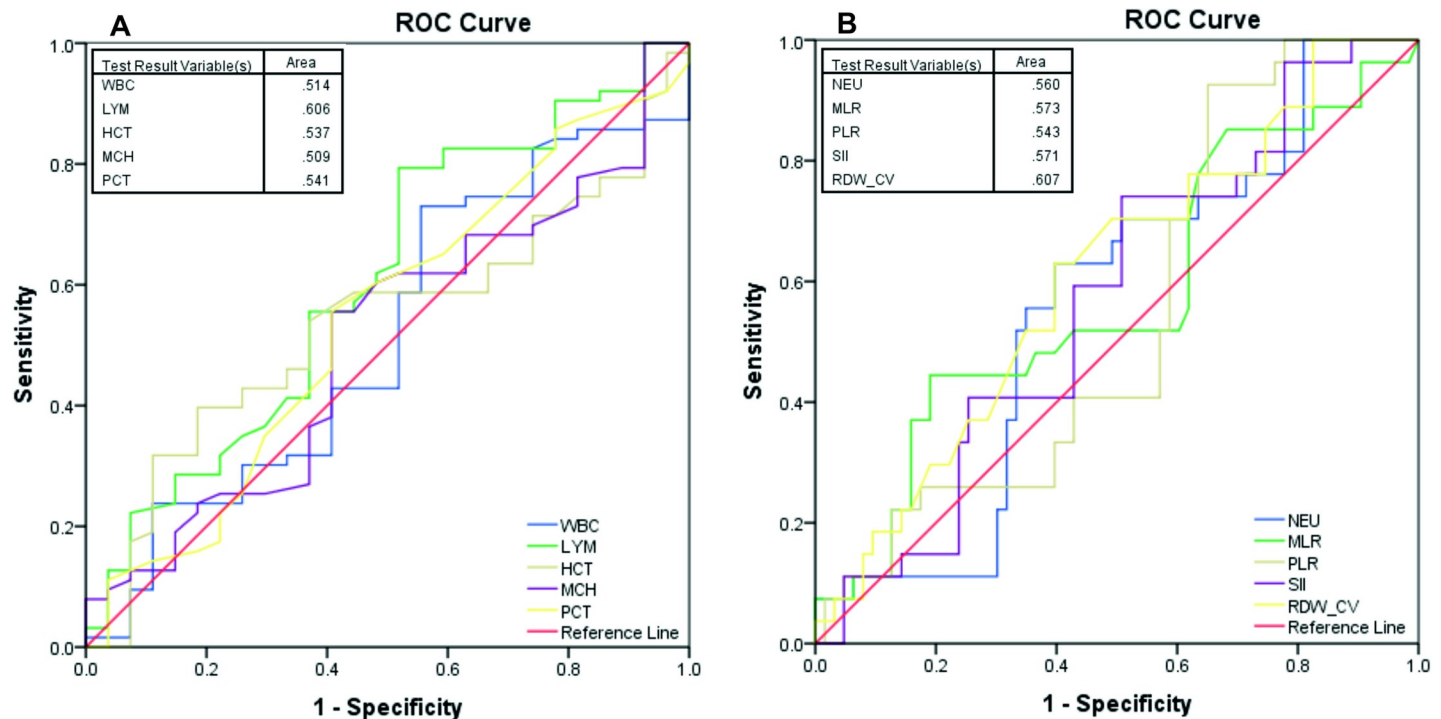 A
ROC Curve
Test Result Variable(s) Area
WBC .514
LYM .606
HCT .537
MCH .509
PCT .541
1.0
0.8
0.6
0.4
0.2
0.0
Sensitivity
WBC
LYM
HCT
MCH
PCT
Reference Line
0.0 0.2 0.4 0.6 0.8 1.0
1 - Specificity
B
ROC Curve
Test Result Variable(s) Area
NEU .560
MLR .573
PLR .543
SII .571
RDW_CV .607
1.0
0.8
0.6
0.4
0.2
0.0
Sensitivity
NEU
MLR
PLR
SII
RDW_CV
Reference Line
0.0 0.2 0.4 0.6 0.8 1.0
1 - Specificity